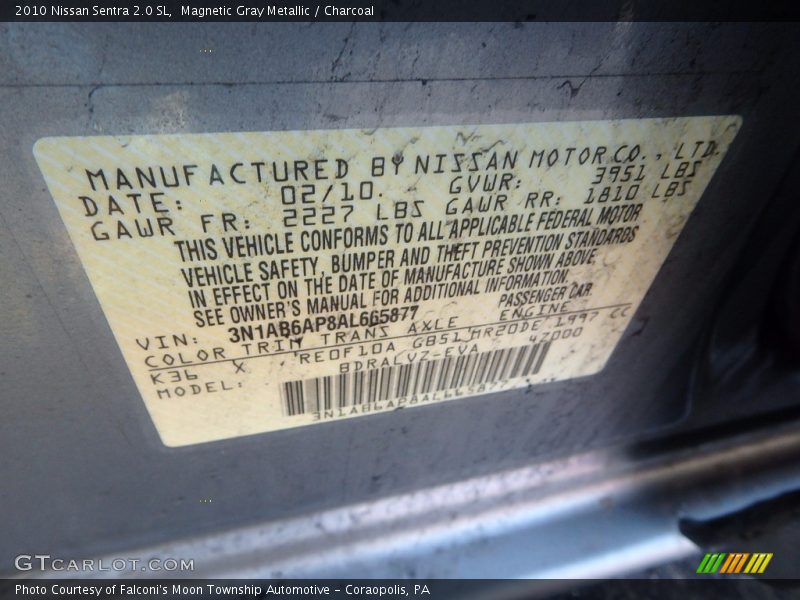 2010 Nissan Sentra 2.0 SL,  Magnetic Gray Metallic / Charcoal
MANUFACTURED BY NISSAN MOTOR CO., LTD.
DATE: 02/10. GVWR: 3951 LBS
GAWR FR: 2227 LBS GAWR RR: 1810 LBS
THIS VEHICLE CONFORMS TO ALL APPLICABLE FEDERAL MOTOR
VEHICLE SAFETY, BUMPER AND THEFT PREVENTION STANDARDS
IN EFFECT ON THE DATE OF MANUFACTURE SHOWN ABOVE
SEE OWNER'S MANUAL FOR ADDITIONAL INFORMATION.
VIN: 3N1AB6AP8AL665877 PASSENGER CAR
COLOR TRIM TRANS AXLE ENGINE
K36 X RE0F10A GB51 MR20DE 1997 CC
MODEL: BDRALVZ-EVA 42000
3N1AB6AP8AL665877
GTCARLOT.COM
Photo Courtesy of Falconi's Moon Township Automotive - Coraopolis, PA